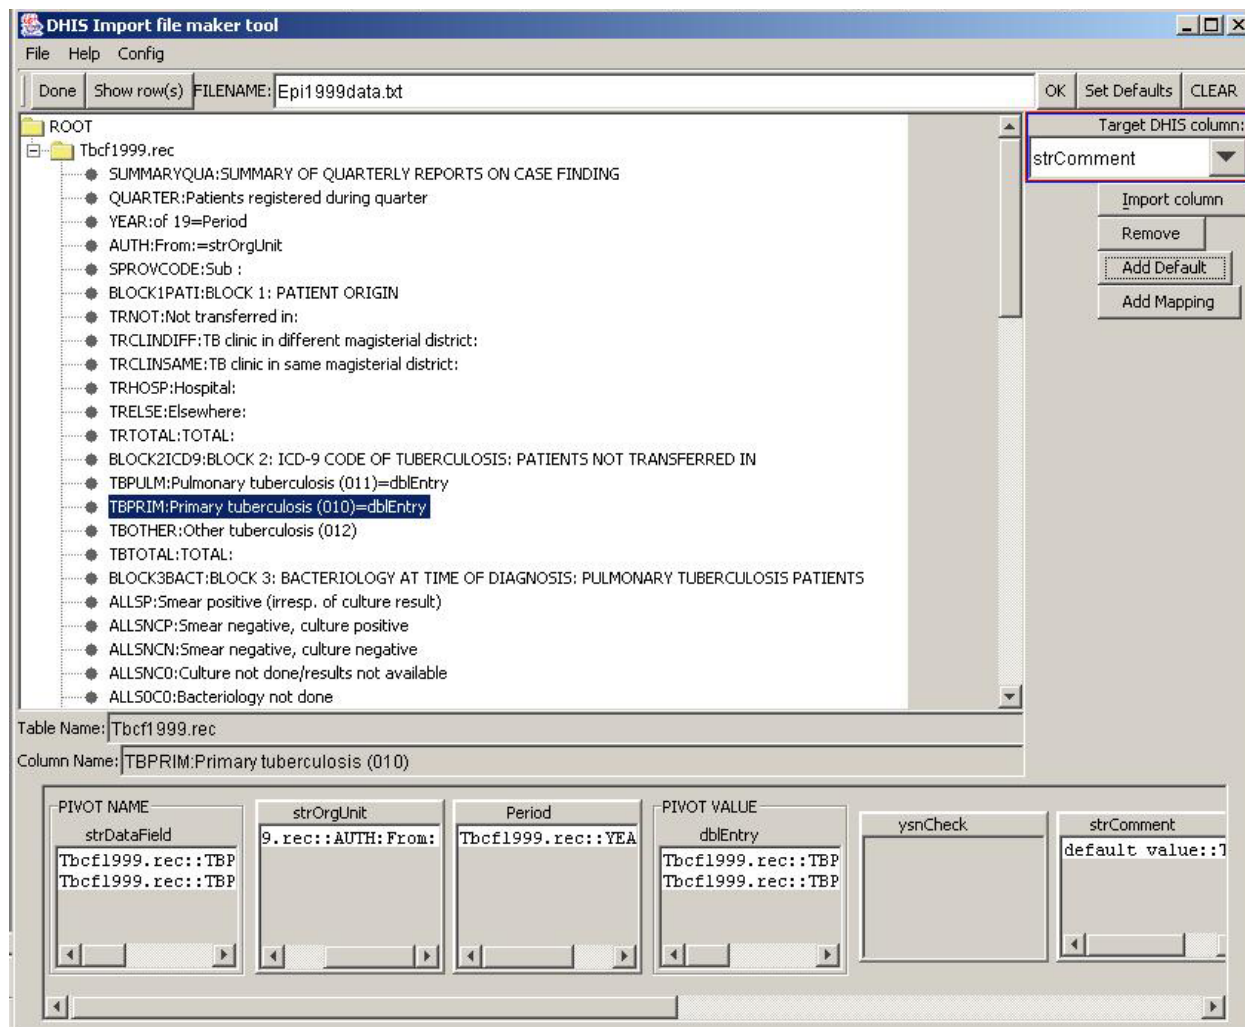 DHIS Import file maker tool
File Help Config
Done Show row(s) FILENAME: Epi1999data.txt OK Set Defaults CLEAR
ROOT
Tbcf1999.rec
SUMMARYQUA:SUMMARY OF QUARTERLY REPORTS ON CASE FINDING
QUARTER:Patients registered during quarter
YEAR:of 19=Period
AUTH:From:=strOrgUnit
SPROVCODE:Sub :
BLOCK1PATI:BLOCK 1: PATIENT ORIGIN
TRNOT:Not transferred in:
TRCLINDIFF:TB clinic in different magisterial district:
TRCLINSAME:TB clinic in same magisterial district:
TRHOSP:Hospital:
TRELSE:Elsewhere:
TRTOTAL:TOTAL:
BLOCK2ICD9:BLOCK 2: ICD-9 CODE OF TUBERCULOSIS: PATIENTS NOT TRANSFERRED IN
TBPULM:Pulmonary tuberculosis (011)=dblEntry
TBPRIM:Primary tuberculosis (010)=dblEntry
TBOTHER:Other tuberculosis (012)
TBTOTAL:TOTAL:
BLOCK3BACT:BLOCK 3: BACTERIOLOGY AT TIME OF DIAGNOSIS: PULMONARY TUBERCULOSIS PATIENTS
ALLSP:Smear positive (irresp. of culture result)
ALLSNCP:Smear negative, culture positive
ALLSNCN:Smear negative, culture negative
ALLSNC0:Culture not done/results not available
ALLS0C0:Bacteriology not done
Target DHIS column:
strComment
Import column
Remove
Add Default
Add Mapping
Table Name: Tbcf1999.rec
Column Name: TBPRIM:Primary tuberculosis (010)
PIVOT NAME
strDataField
Tbcf1999.rec::TBP
Tbcf1999.rec::TBP
strOrgUnit
9.rec::AUTH:From:
Period
Tbcf1999.rec::YEA
PIVOT VALUE
dblEntry
Tbcf1999.rec::TBP
Tbcf1999.rec::TBP
ysnCheck
strComment
default value::T